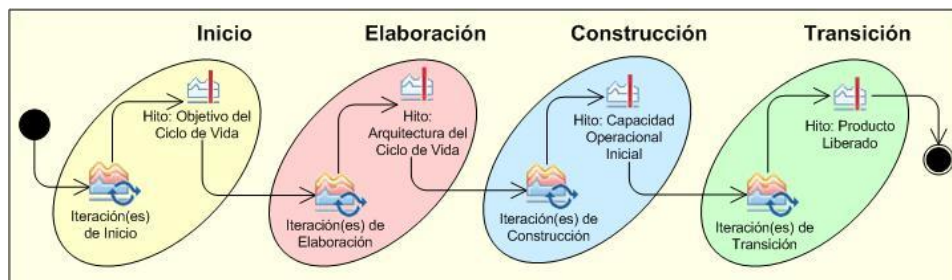 Inicio
Elaboración
Construcción
Transición
Hito: Objetivo del
Ciclo de Vida
Iteración(es)
de Inicio
Hito:
Arquitectura del
Ciclo de Vida
Iteración(es) de
Elaboración
Hito: Capacidad
Operacional
Inicial
Iteración(es) de
Construcción
Hito: Producto
Liberado
Iteración(es) de
Transición